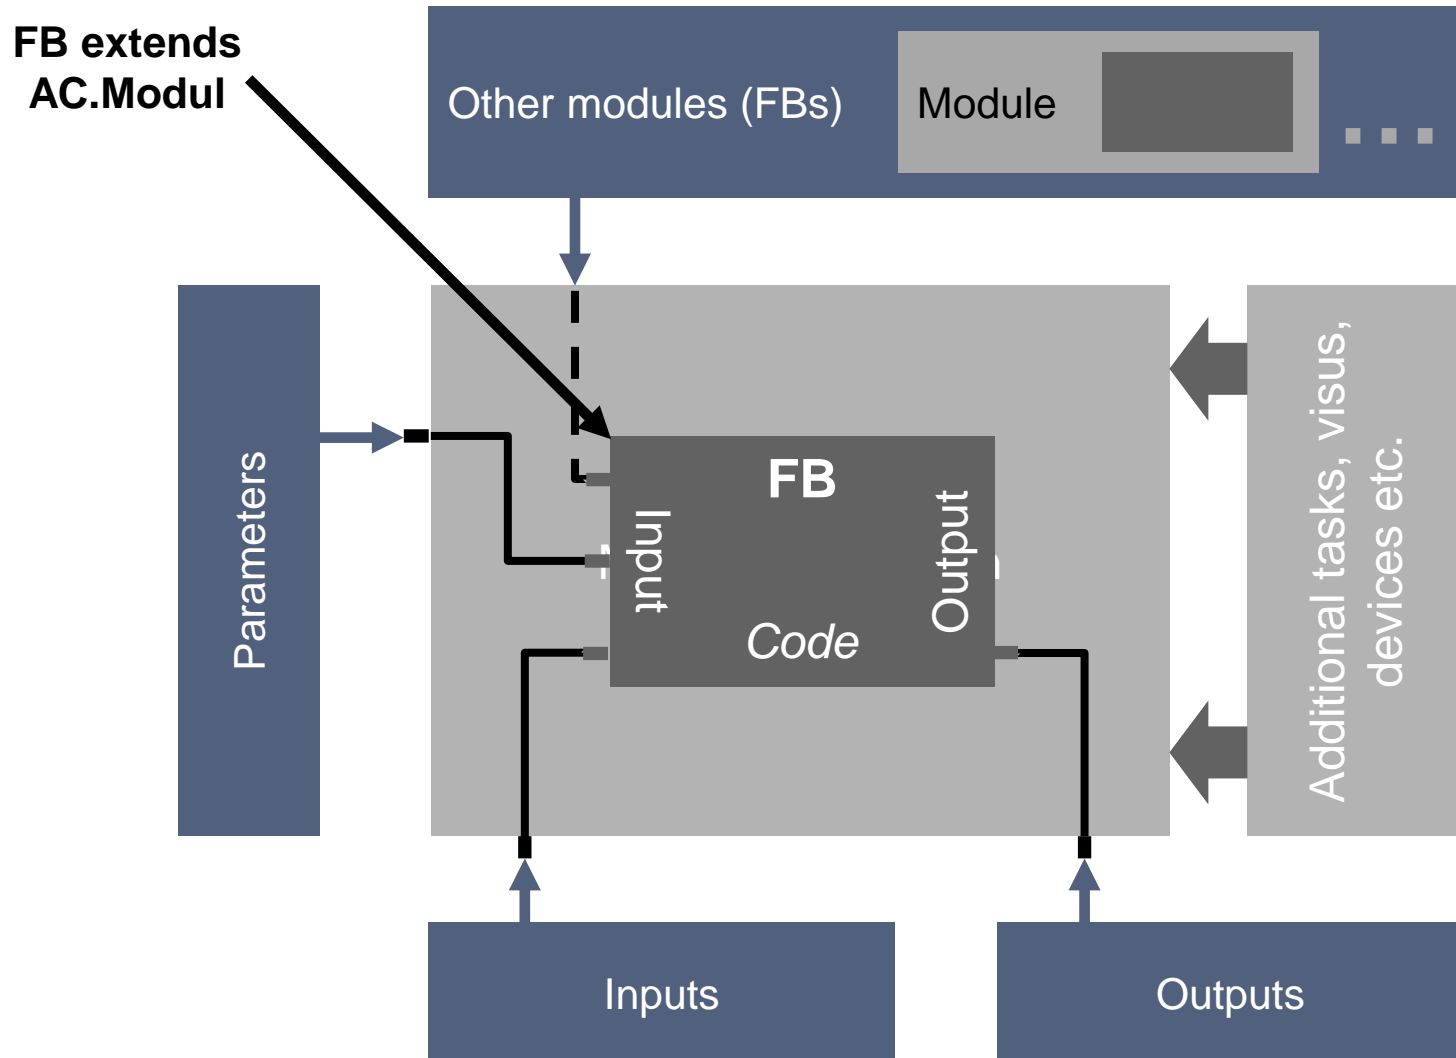 FB extends
AC.Modul
Other modules (FBs)
Module
Parameters
FB
Input
Output
Code
Additional tasks, visus,
devices etc.
Inputs
Outputs